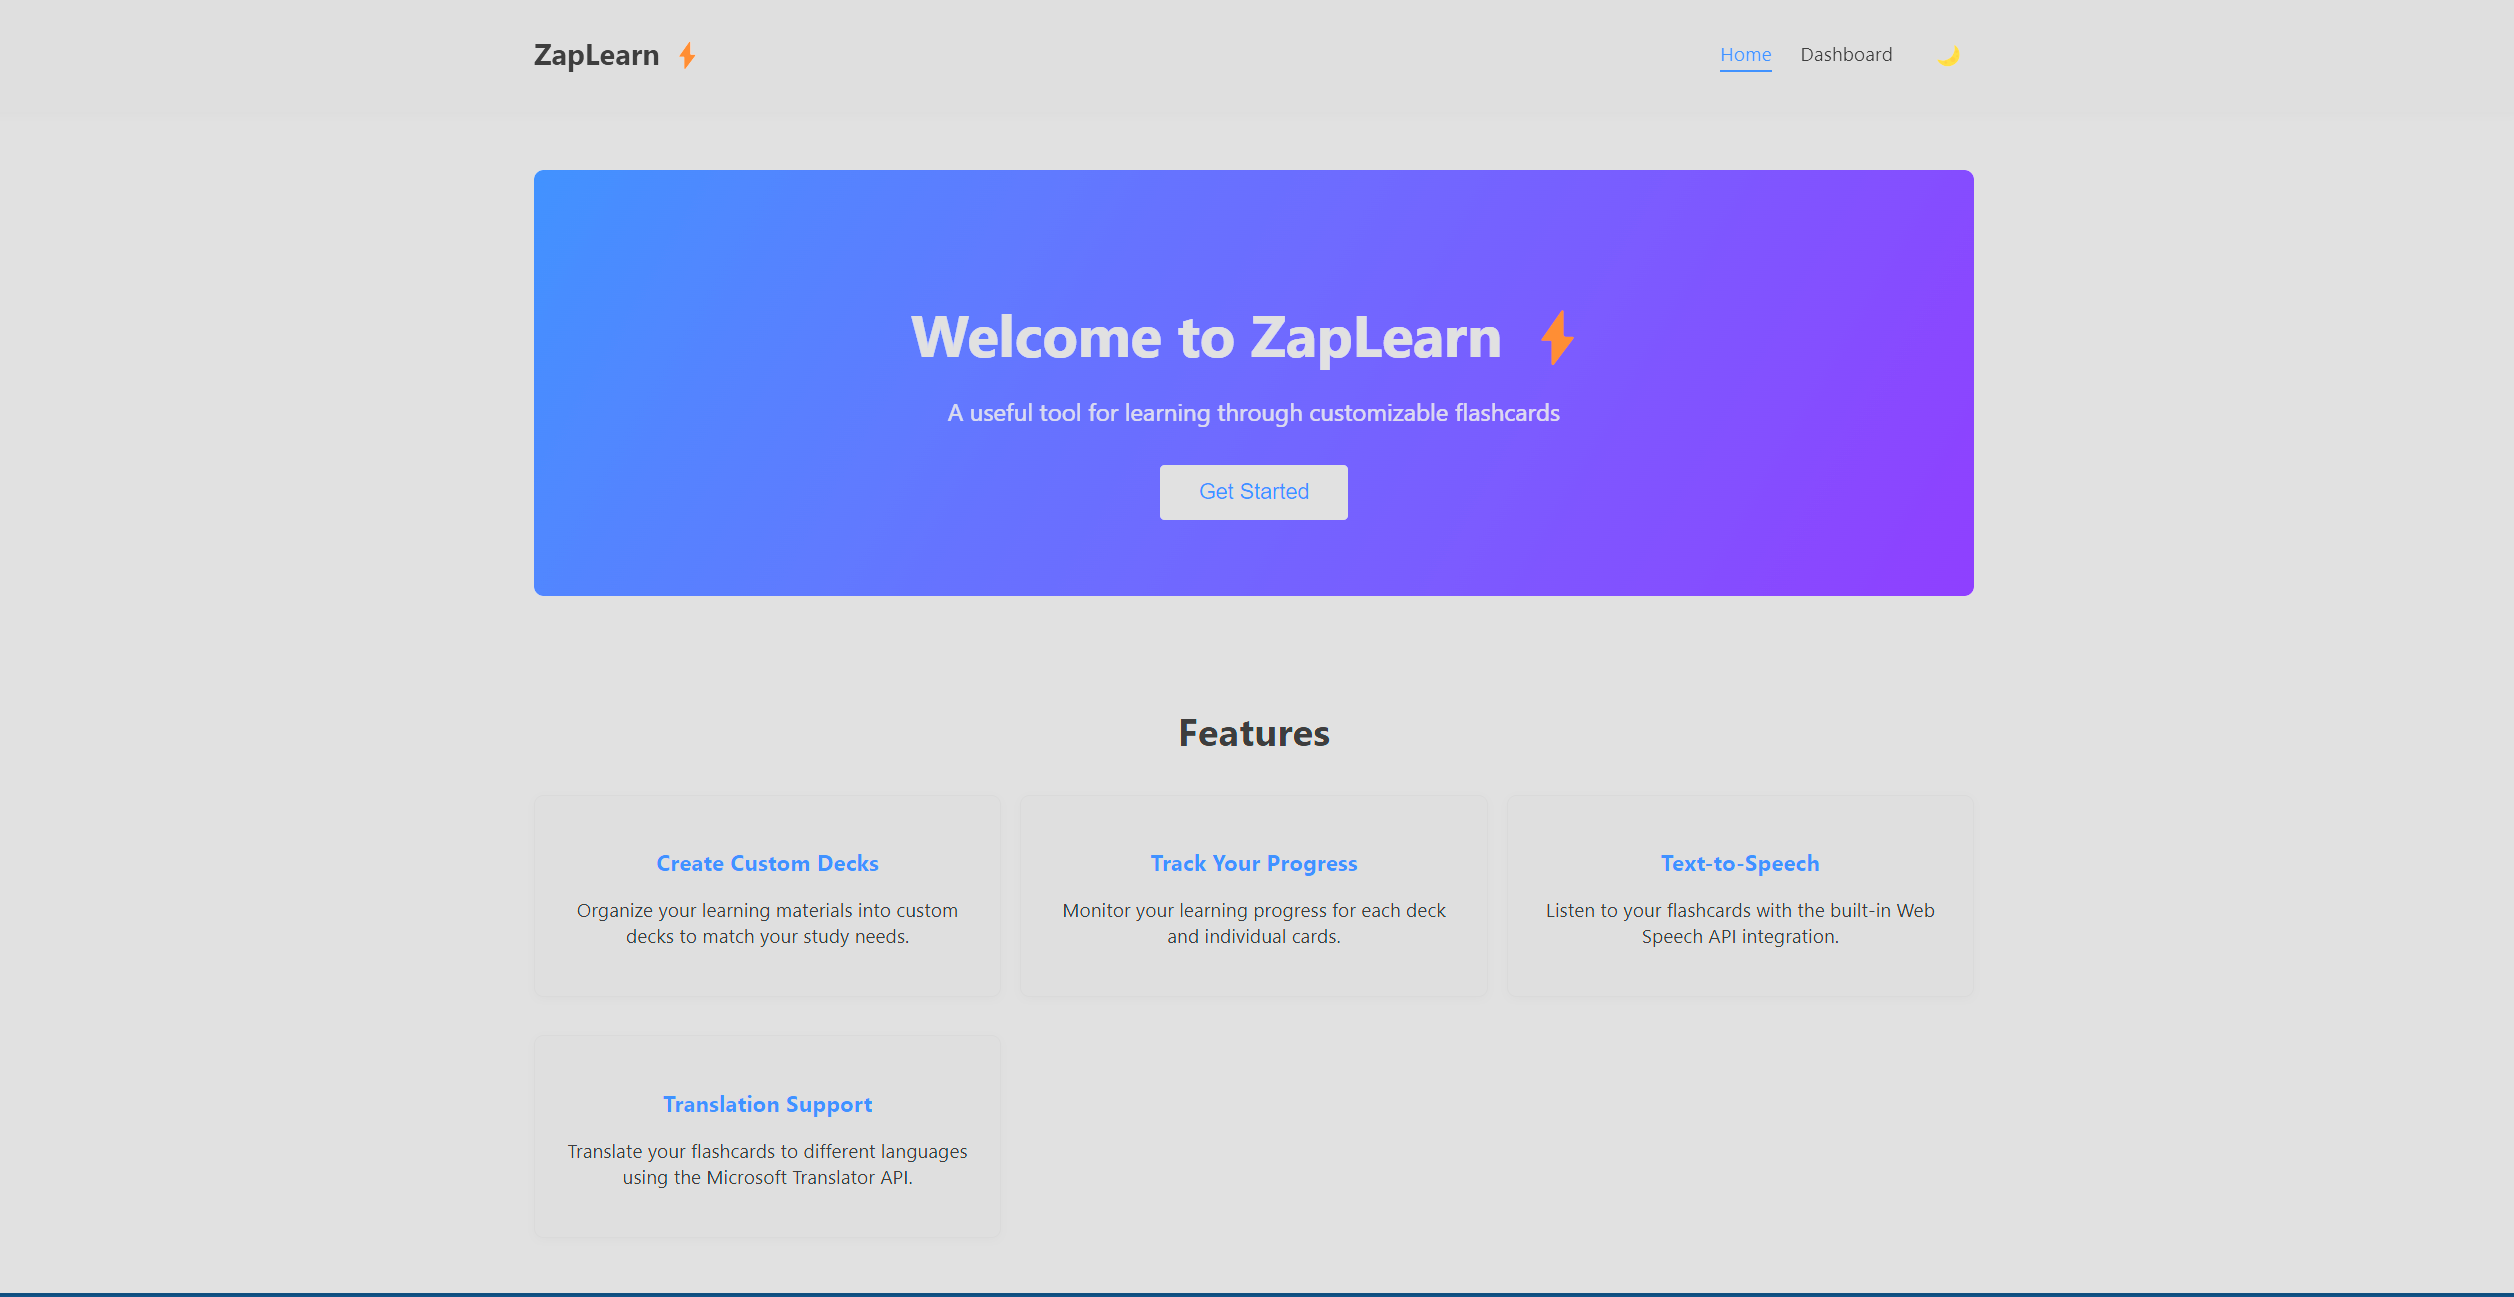 ZapLearn
Home
Dashboard
Welcome to ZapLearn
A useful tool for learning through customizable flashcards
Get Started
Features
Create Custom Decks
Organize your learning materials into custom
decks to match your study needs.
Track Your Progress
Monitor your learning progress for each deck
and individual cards.
Text-to-Speech
Listen to your flashcards with the built-in Web
Speech API integration.
Translation Support
Translate your flashcards to different languages
using the Microsoft Translator API.